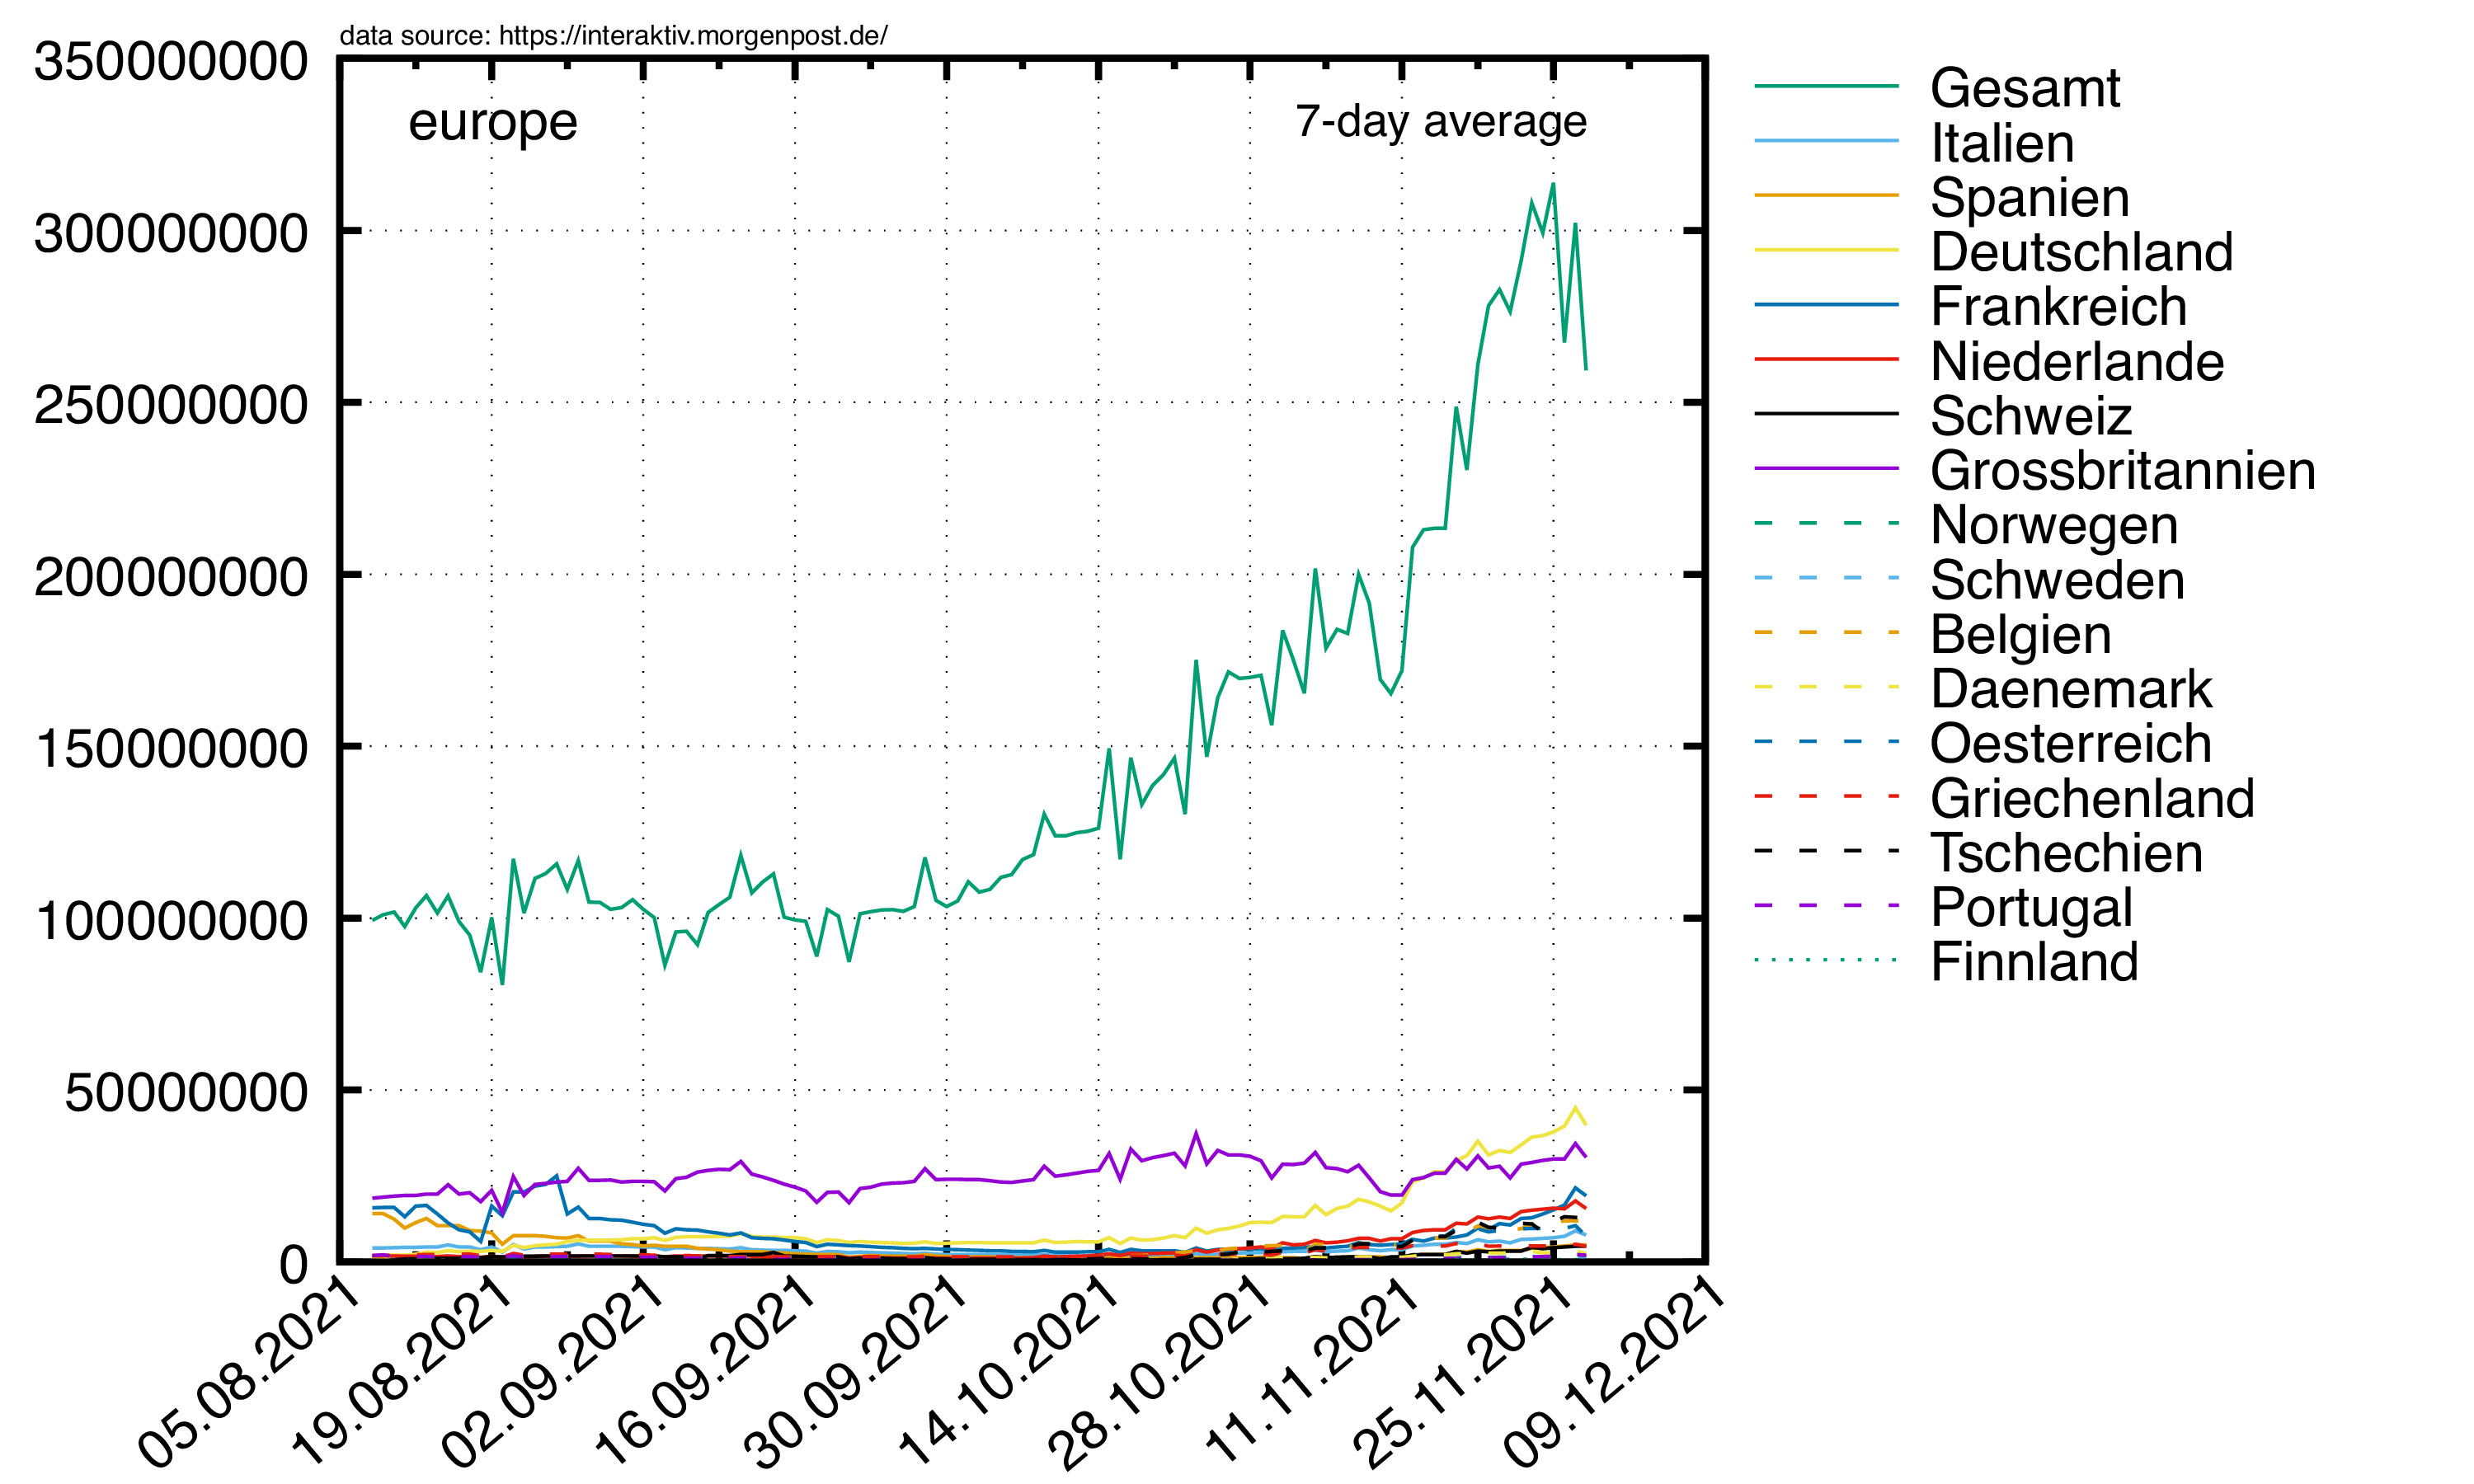 data source: https://interaktiv.morgenpost.de/
europe
7-day average
350000000
300000000
250000000
200000000
150000000
100000000
50000000
0
05.08.2021
19.08.2021
02.09.2021
16.09.2021
30.09.2021
14.10.2021
28.10.2021
11.11.2021
25.11.2021
09.12.2021
Gesamt
Italien
Spanien
Deutschland
Frankreich
Niederlande
Schweiz
Grossbritannien
Norwegen
Schweden
Belgien
Daenemark
Oesterreich
Griechenland
Tschechien
Portugal
Finnland